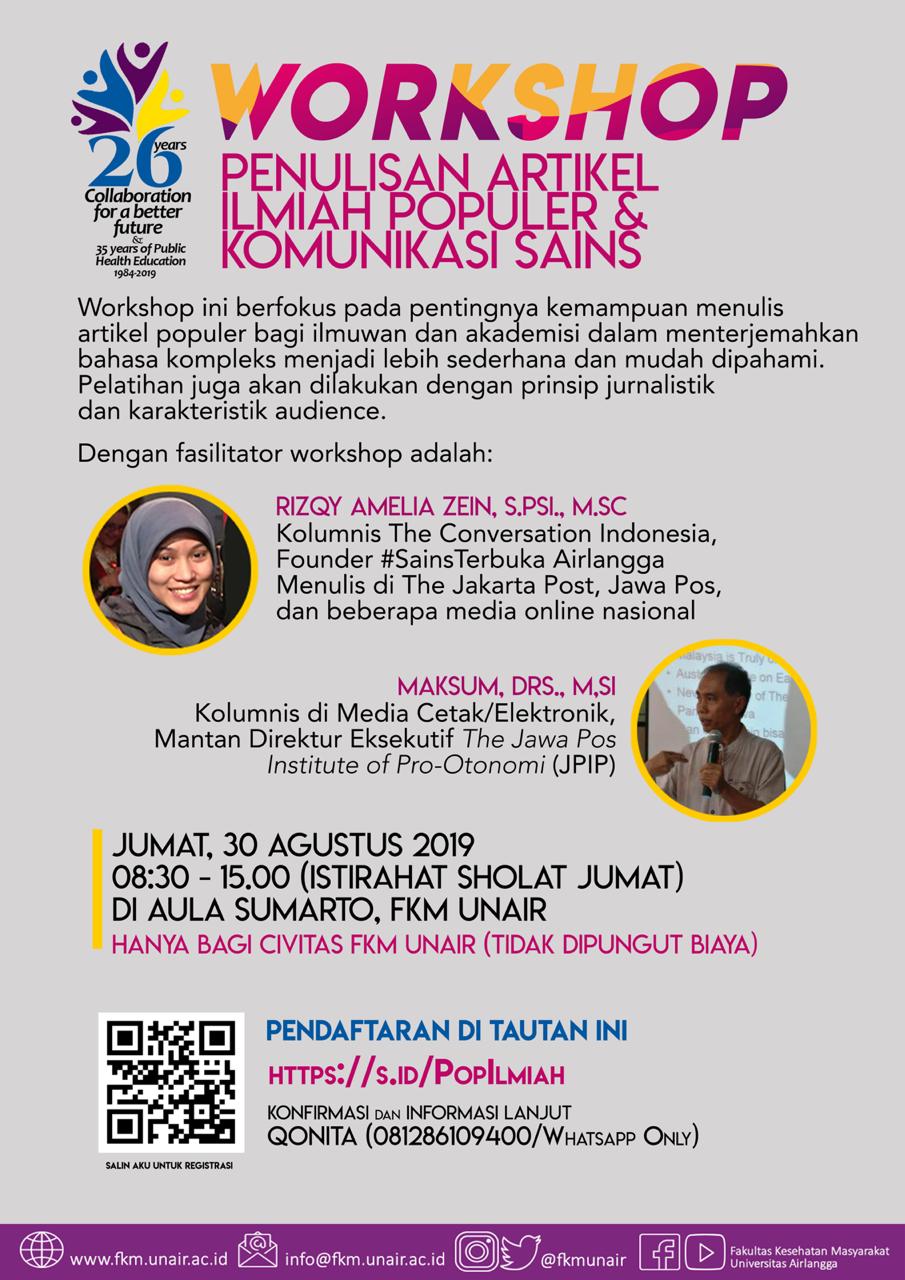 26
years
Collaboration
for a better
future
&
35 years of Public
Health Education
1984-2019
WORKSHOP
PENULISAN ARTIKEL
ILMIAH POPULER &
KOMUNIKASI SAINS
Workshop ini berfokus pada pentingnya kemampuan menulis
artikel populer bagi ilmuwan dan akademisi dalam menterjemahkan
bahasa kompleks menjadi lebih sederhana dan mudah dipahami.
Pelatihan juga akan dilakukan dengan prinsip jurnalistik
dan karakteristik audience.
Dengan fasilitator workshop adalah:
RIZQY AMELIA ZEIN, S.PSI., M.SC
Kolumnis The Conversation Indonesia,
Founder #SainsTerbuka Airlangga
Menulis di The Jakarta Post, Jawa Pos,
dan beberapa media online nasional
MAKSUM, DRS., M,SI
Kolumnis di Media Cetak/Elektronik,
Mantan Direktur Eksekutif The Jawa Pos
Institute of Pro-Otonomi (JPIP)
JUMAT, 30 AGUSTUS 2019
08:30 - 15.00 (ISTIRAHAT SHOLAT JUMAT)
DI AULA SUMARTO, FKM UNAIR
HANYA BAGI CIVITAS FKM UNAIR (TIDAK DIPUNGUT BIAYA)
PENDAFTARAN DI TAUTAN INI
HTTPS://S.ID/POPILMIAH
KONFIRMASI DAN INFORMASI LANJUT
QONITA (081286109400/WHATSAPP ONLY)
SALIN AKU UNTUK REGISTRASI
www.fkm.unair.ac.id
info@fkm.unair.ac.id
@fkmunair
Fakultas Kesehatan Masyarakat
Universitas Airlangga